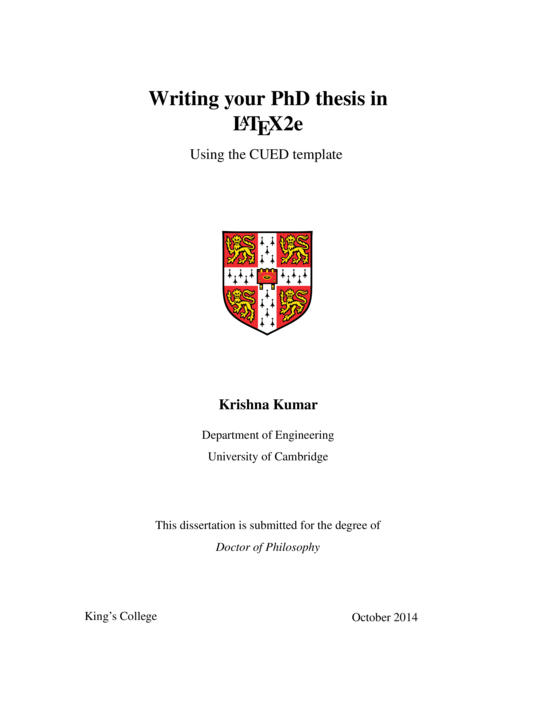 Writing your PhD thesis in
LATEX2e
Using the CUED template
Krishna Kumar
Department of Engineering
University of Cambridge
This dissertation is submitted for the degree of
Doctor of Philosophy
King’s College
October 2014